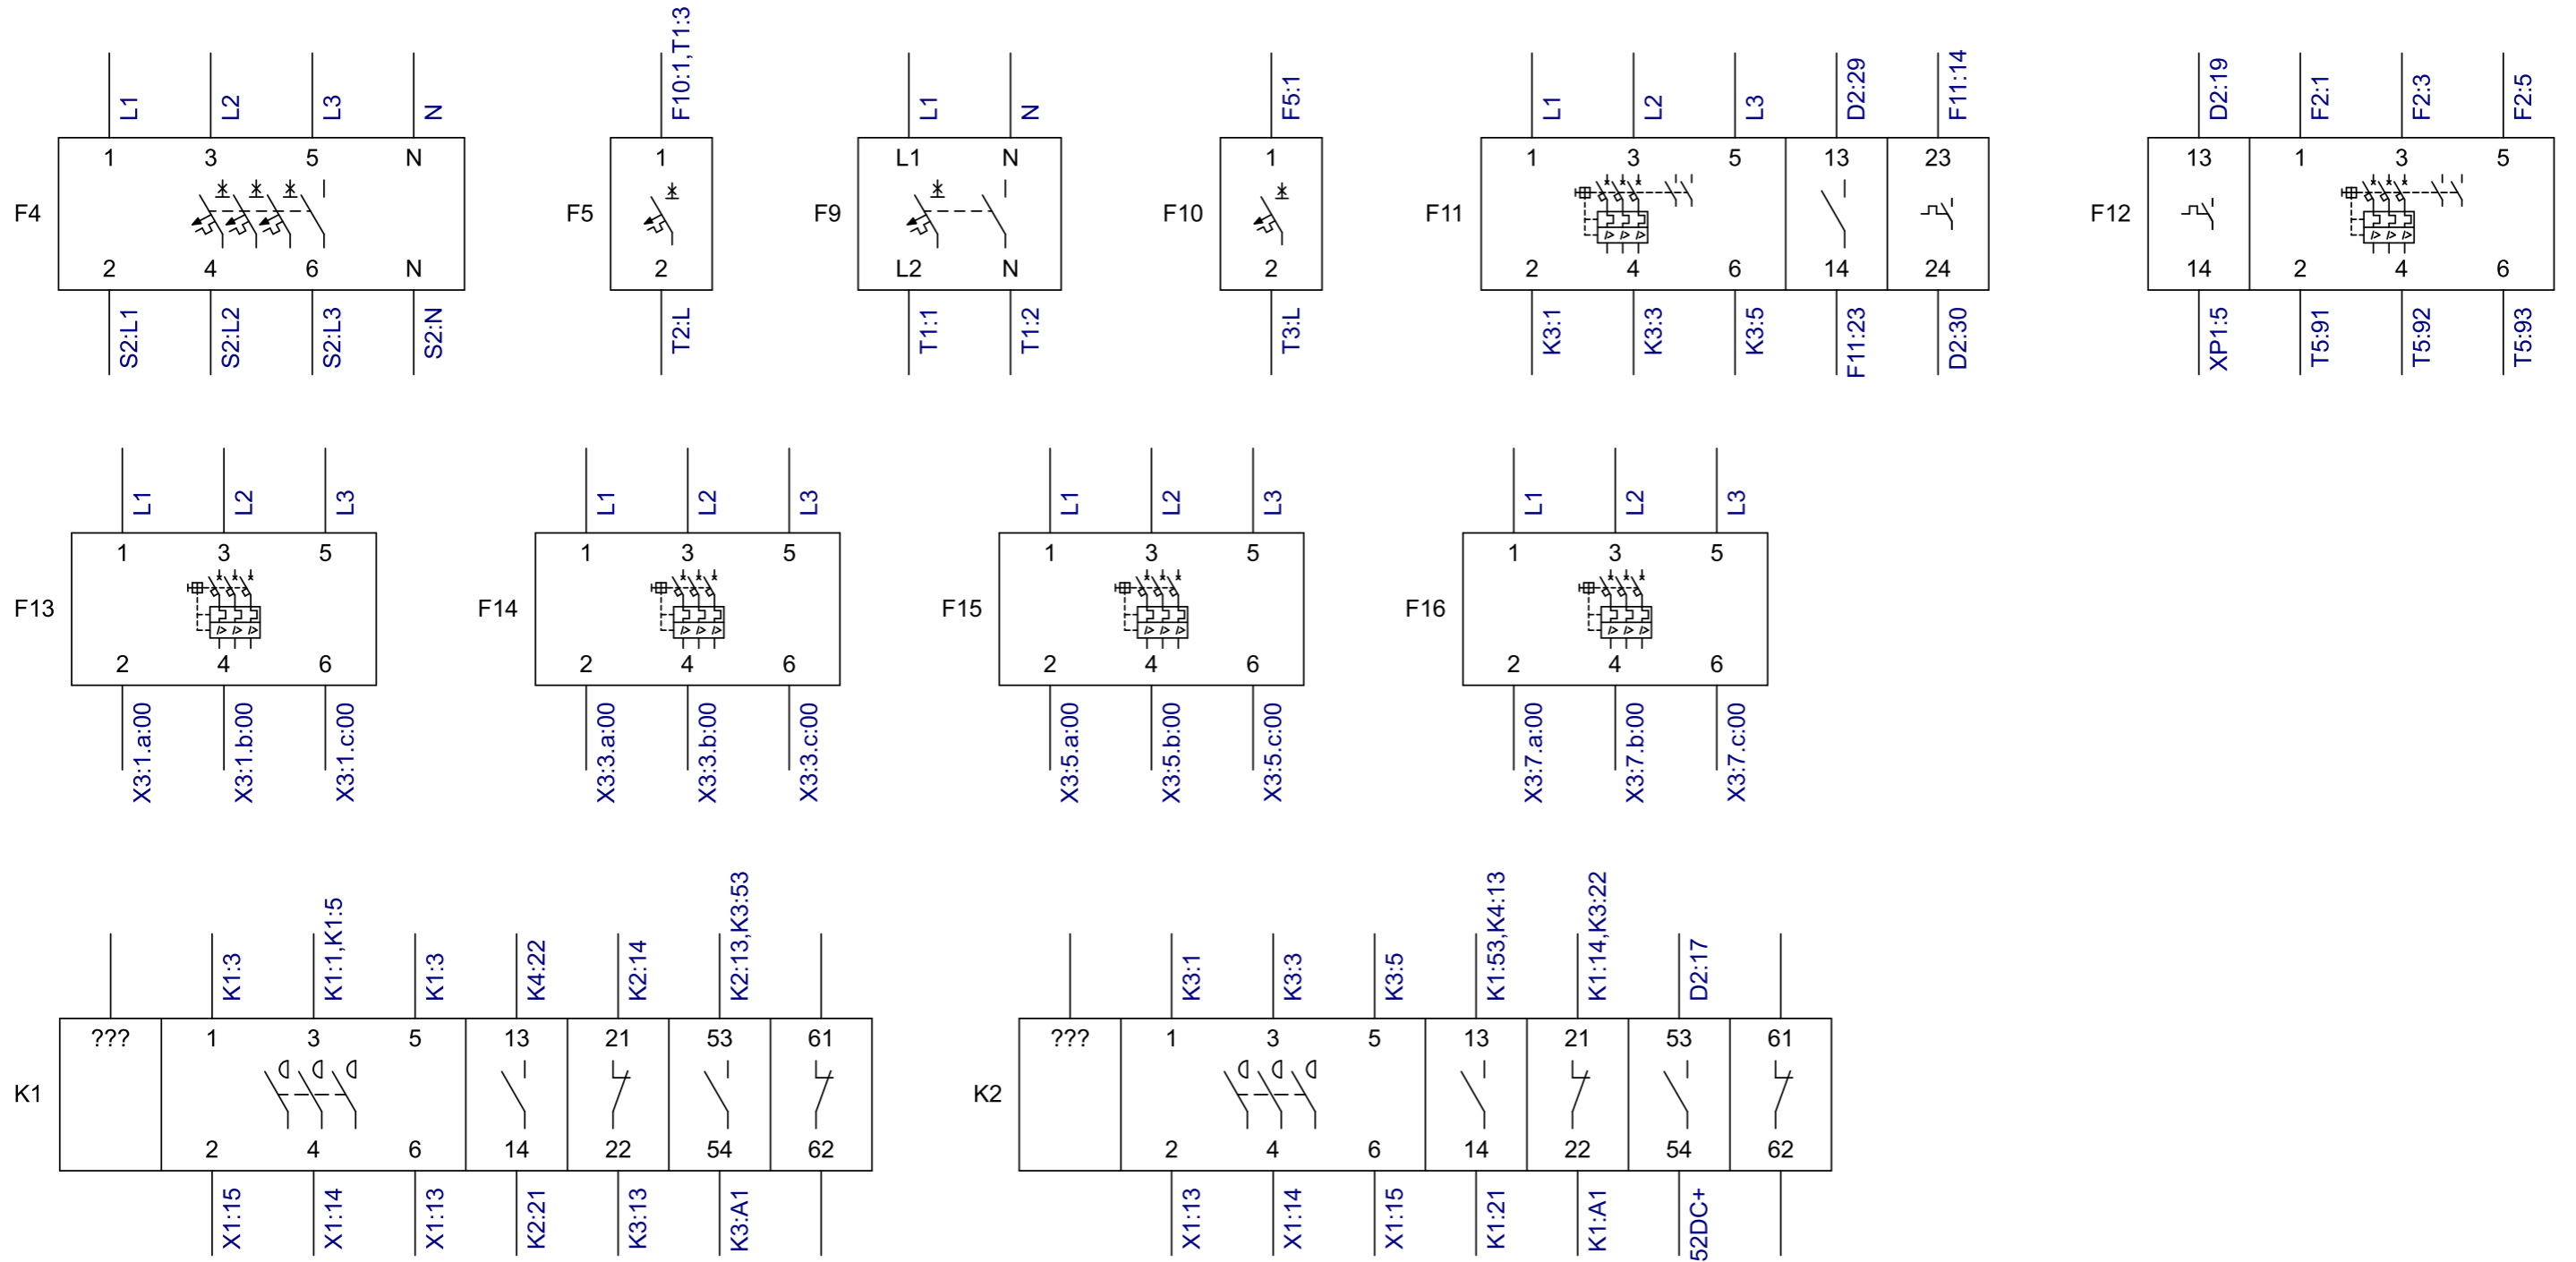 L1 L2 L3 N F10:1,T1:3 L1 N F5:1 L1 L2 L3 D2:29 F11:14 D2:19 F2:1 F2:3 F2:5
1 3 5 N 1 L1 N 1 1 3 5 13 23 13 1 3 5
F4 F5 F9 F10 F11 F12
2 4 6 N 2 L2 N 2 2 4 6 14 24 14 2 4 6
S2:L1 S2:L2 S2:L3 S2:N T2:L T1:1 T1:2 T3:L K3:1 K3:3 K3:5 F11:23 D2:30 XP1:5 T5:91 T5:92 T5:93
L1 L2 L3 L1 L2 L3 L1 L2 L3 L1 L2 L3
1 3 5 1 3 5 1 3 5 1 3 5
F13 F14 F15 F16
2 4 6 2 4 6 2 4 6 2 4 6
X3:1.a:00 X3:1.b:00 X3:1.c:00 X3:3.a:00 X3:3.b:00 X3:3.c:00 X3:5.a:00 X3:5.b:00 X3:5.c:00 X3:7.a:00 X3:7.b:00 X3:7.c:00
K1:3 K1:1,K1:5 K1:3 K4:22 K2:14 K2:13,K3:53 K3:1 K3:3 K3:5 K1:53,K4:13 K1:14,K3:22 D2:17
??? 1 3 5 13 21 53 61 ??? 1 3 5 13 21 53 61
K1 K2
2 4 6 14 22 54 62 2 4 6 14 22 54 62
X1:15 X1:14 X1:13 K2:21 K3:13 K3:A1 X1:13 X1:14 X1:15 K1:21 K1:A1 52DC+